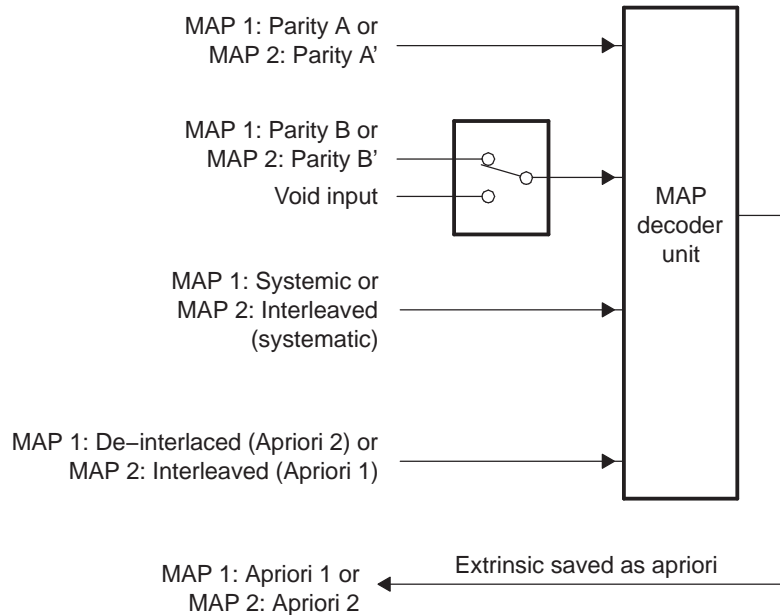 MAP 1: Parity A or
MAP 2: Parity A’
MAP 1: Parity B or
MAP 2: Parity B’
Void input
MAP
decoder
unit
MAP 1: Systemic or
MAP 2: Interleaved
(systematic)
MAP 1: De−interlaced (Apriori 2) or
MAP 2: Interleaved (Apriori 1)
Extrinsic saved as apriori
MAP 1: Apriori 1 or
MAP 2: Apriori 2